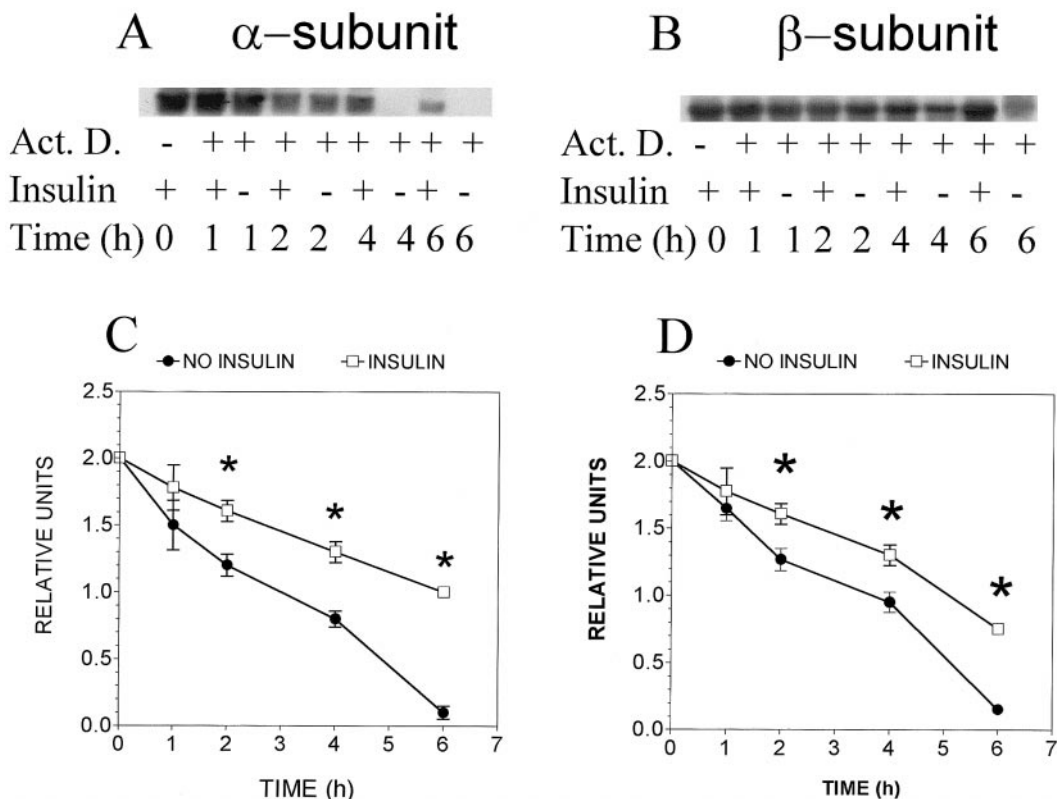 A α–subunit
Act. D. - + + + + + + + +
Insulin + + - + - + - + -
Time (h) 0 1 1 2 2 4 4 6 6
B β–subunit
Act. D. - + + + + + + + +
Insulin + + - + - + - + -
Time (h) 0 1 1 2 2 4 4 6 6
C
NO INSULIN INSULIN
2.5
2.0
1.5
1.0
0.5
0.0
RELATIVE UNITS
* * *
0 1 2 3 4 5 6 7
TIME (h)
D
NO INSULIN INSULIN
2.5
2.0
1.5
1.0
0.5
0.0
RELATIVE UNITS
* * *
0 1 2 3 4 5 6 7
TIME (h)